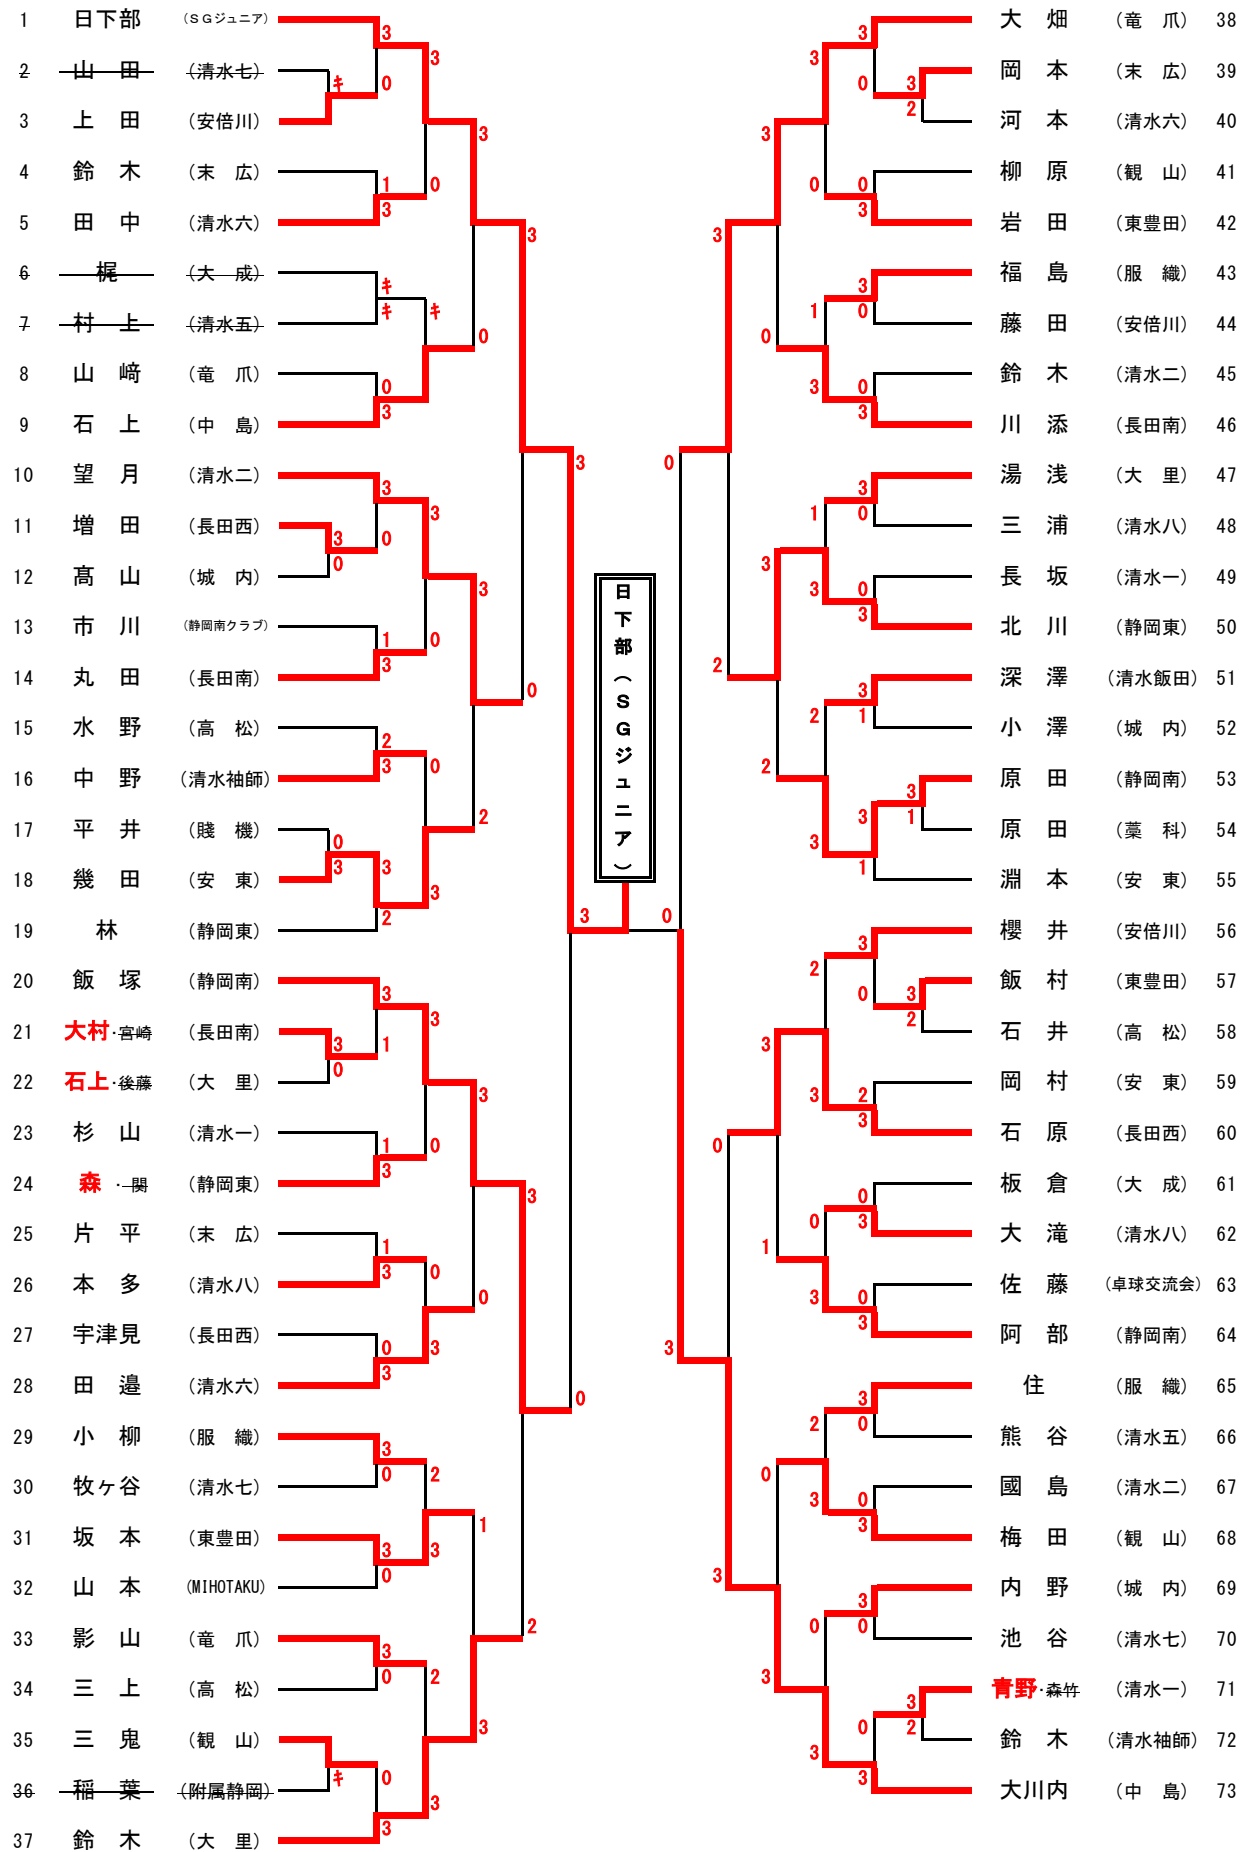 1 日下部 (SGジュニア)
2 山田 (清水七)
3 上田 (安倍川)
4 鈴木 (末広)
5 田中 (清水六)
6 梶 (大成)
7 村上 (清水五)
8 山﨑 (竜爪)
9 石上 (中島)
10 望月 (清水二)
11 増田 (長田西)
12 髙山 (城内)
13 市川 (静岡南クラブ)
14 丸田 (長田南)
15 水野 (高松)
16 中野 (清水袖師)
17 平井 (賤機)
18 幾田 (安東)
19 林 (静岡東)
20 飯塚 (静岡南)
21 大村・宮崎 (長田南)
22 石上・後藤 (大里)
23 杉山 (清水一)
24 森・関 (静岡東)
25 片平 (末広)
26 本多 (清水八)
27 宇津見 (長田西)
28 田邉 (清水六)
29 小柳 (服織)
30 牧ヶ谷 (清水七)
31 坂本 (東豊田)
32 山本 (MIHOTAKU)
33 影山 (竜爪)
34 三上 (高松)
35 三鬼 (観山)
36 稲葉 (附属静岡)
37 鈴木 (大里)
日下部(SGジュニア)
大畑 (竜爪) 38
岡本 (末広) 39
河本 (清水六) 40
柳原 (観山) 41
岩田 (東豊田) 42
福島 (服織) 43
藤田 (安倍川) 44
鈴木 (清水二) 45
川添 (長田南) 46
湯浅 (大里) 47
三浦 (清水八) 48
長坂 (清水一) 49
北川 (静岡東) 50
深澤 (清水飯田) 51
小澤 (城内) 52
原田 (静岡南) 53
原田 (藁科) 54
淵本 (安東) 55
櫻井 (安倍川) 56
飯村 (東豊田) 57
石井 (高松) 58
岡村 (安東) 59
石原 (長田西) 60
板倉 (大成) 61
大滝 (清水八) 62
佐藤 (卓球交流会) 63
阿部 (静岡南) 64
住 (服織) 65
熊谷 (清水五) 66
國島 (清水二) 67
梅田 (観山) 68
内野 (城内) 69
池谷 (清水七) 70
青野・森竹 (清水一) 71
鈴木 (清水袖師) 72
大川内 (中島) 73